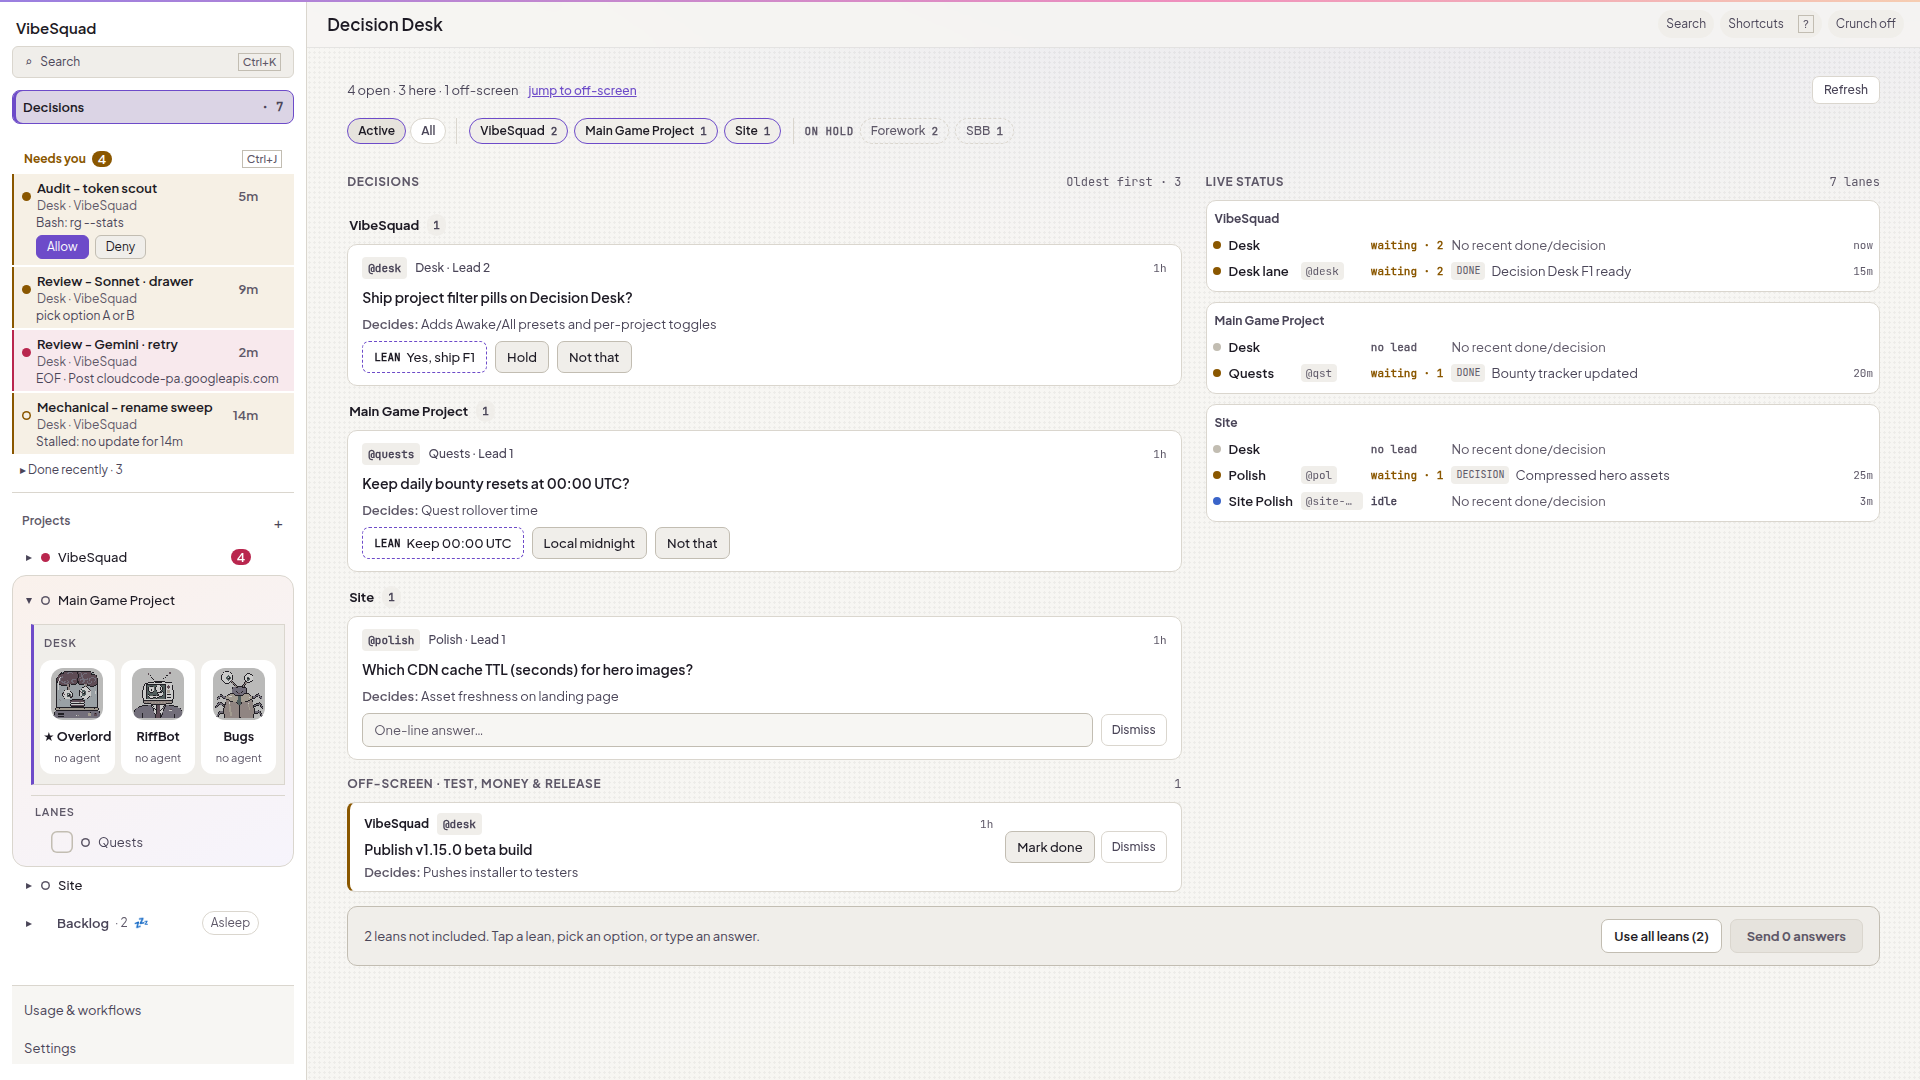 VibeSquad
Search Ctrl+K
Decisions · 7
Needs you 4 Ctrl+J
Audit – token scout 5m
Desk · VibeSquad
Bash: rg --stats
Allow Deny
Review – Sonnet · drawer 9m
Desk · VibeSquad
pick option A or B
Review – Gemini · retry 2m
Desk · VibeSquad
EOF · Post cloudcode-pa.googleapis.com
Mechanical – rename sweep 14m
Desk · VibeSquad
Stalled: no update for 14m
▸ Done recently · 3
Projects +
▸ VibeSquad 4
▾ Main Game Project
DESK
★ Overlord RiffBot Bugs
no agent no agent no agent
LANES
Quests
▸ Site
▸ Backlog · 2 💤 Asleep
Usage & workflows
Settings
Decision Desk
Search Shortcuts ? Crunch off
4 open · 3 here · 1 off-screen jump to off-screen
Refresh
Active All VibeSquad 2 Main Game Project 1 Site 1 ON HOLD Forework 2 SBB 1
DECISIONS Oldest first · 3
VibeSquad 1
@desk Desk · Lead 2 1h
Ship project filter pills on Decision Desk?
Decides: Adds Awake/All presets and per-project toggles
LEAN Yes, ship F1 Hold Not that
Main Game Project 1
@quests Quests · Lead 1 1h
Keep daily bounty resets at 00:00 UTC?
Decides: Quest rollover time
LEAN Keep 00:00 UTC Local midnight Not that
Site 1
@polish Polish · Lead 1 1h
Which CDN cache TTL (seconds) for hero images?
Decides: Asset freshness on landing page
One-line answer… Dismiss
OFF-SCREEN · TEST, MONEY & RELEASE 1
VibeSquad @desk 1h
Publish v1.15.0 beta build
Decides: Pushes installer to testers
Mark done Dismiss
LIVE STATUS 7 lanes
VibeSquad
Desk waiting · 2 No recent done/decision now
Desk lane @desk waiting · 2 DONE Decision Desk F1 ready 15m
Main Game Project
Desk no lead No recent done/decision
Quests @qst waiting · 1 DONE Bounty tracker updated 20m
Site
Desk no lead No recent done/decision
Polish @pol waiting · 1 DECISION Compressed hero assets 25m
Site Polish @site-… idle No recent done/decision 3m
2 leans not included. Tap a lean, pick an option, or type an answer.
Use all leans (2) Send 0 answers